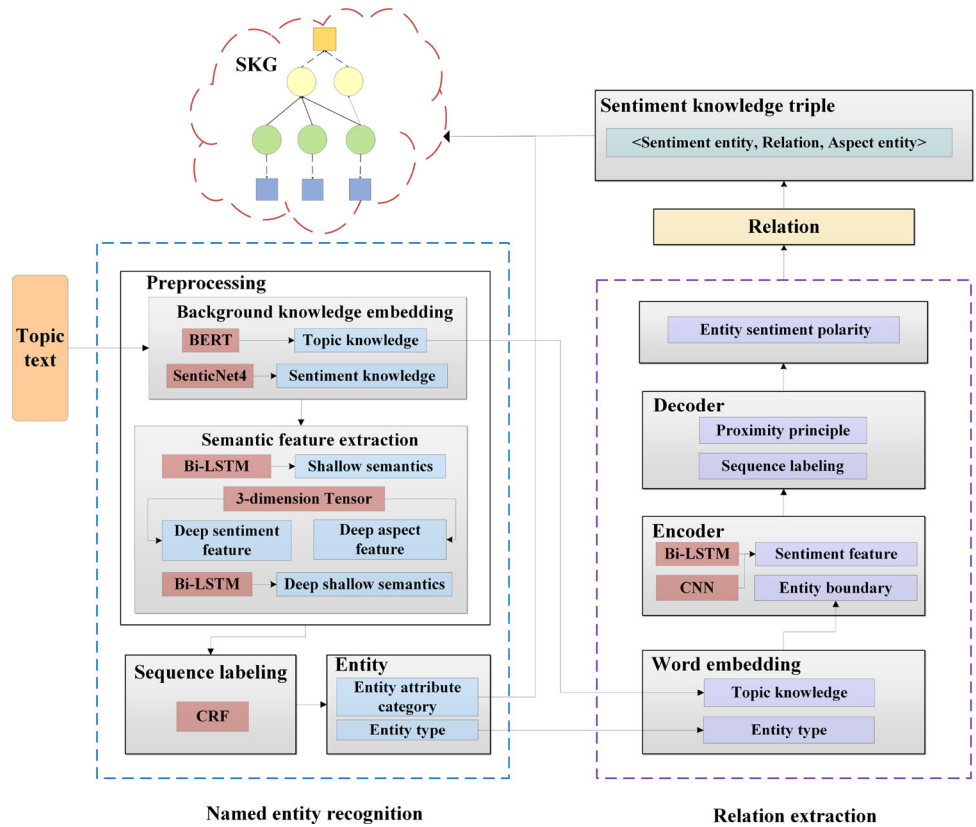 SKG
Sentiment knowledge triple
<Sentiment entity, Relation, Aspect entity>
Relation
Topic
text
Preprocessing
Background knowledge embedding
BERT
Topic knowledge
SenticNet4
Sentiment knowledge
Semantic feature extraction
Bi-LSTM
Shallow semantics
3-dimension Tensor
Deep sentiment
feature
Deep aspect
feature
Bi-LSTM
Deep shallow semantics
Sequence labeling
CRF
Entity
Entity attribute
category
Entity type
Named entity recognition
Entity sentiment polarity
Decoder
Proximity principle
Sequence labeling
Encoder
Bi-LSTM
Sentiment feature
CNN
Entity boundary
Word embedding
Topic knowledge
Entity type
Relation extraction